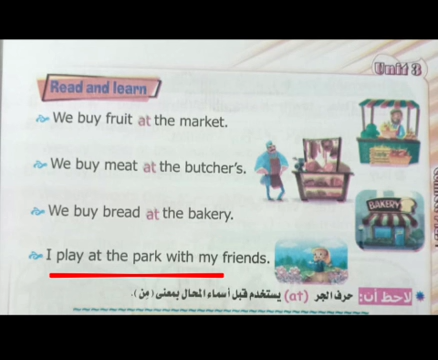 Unit 3
Read and learn
We buy fruit at the market.
We buy meat at the butcher's.
We buy bread at the bakery.
BAKERY
I play at the park with my friends.
لاحظ أن: حرف الجر (at) يستخدم قبل أسماء المحال بمعنى (مِن).